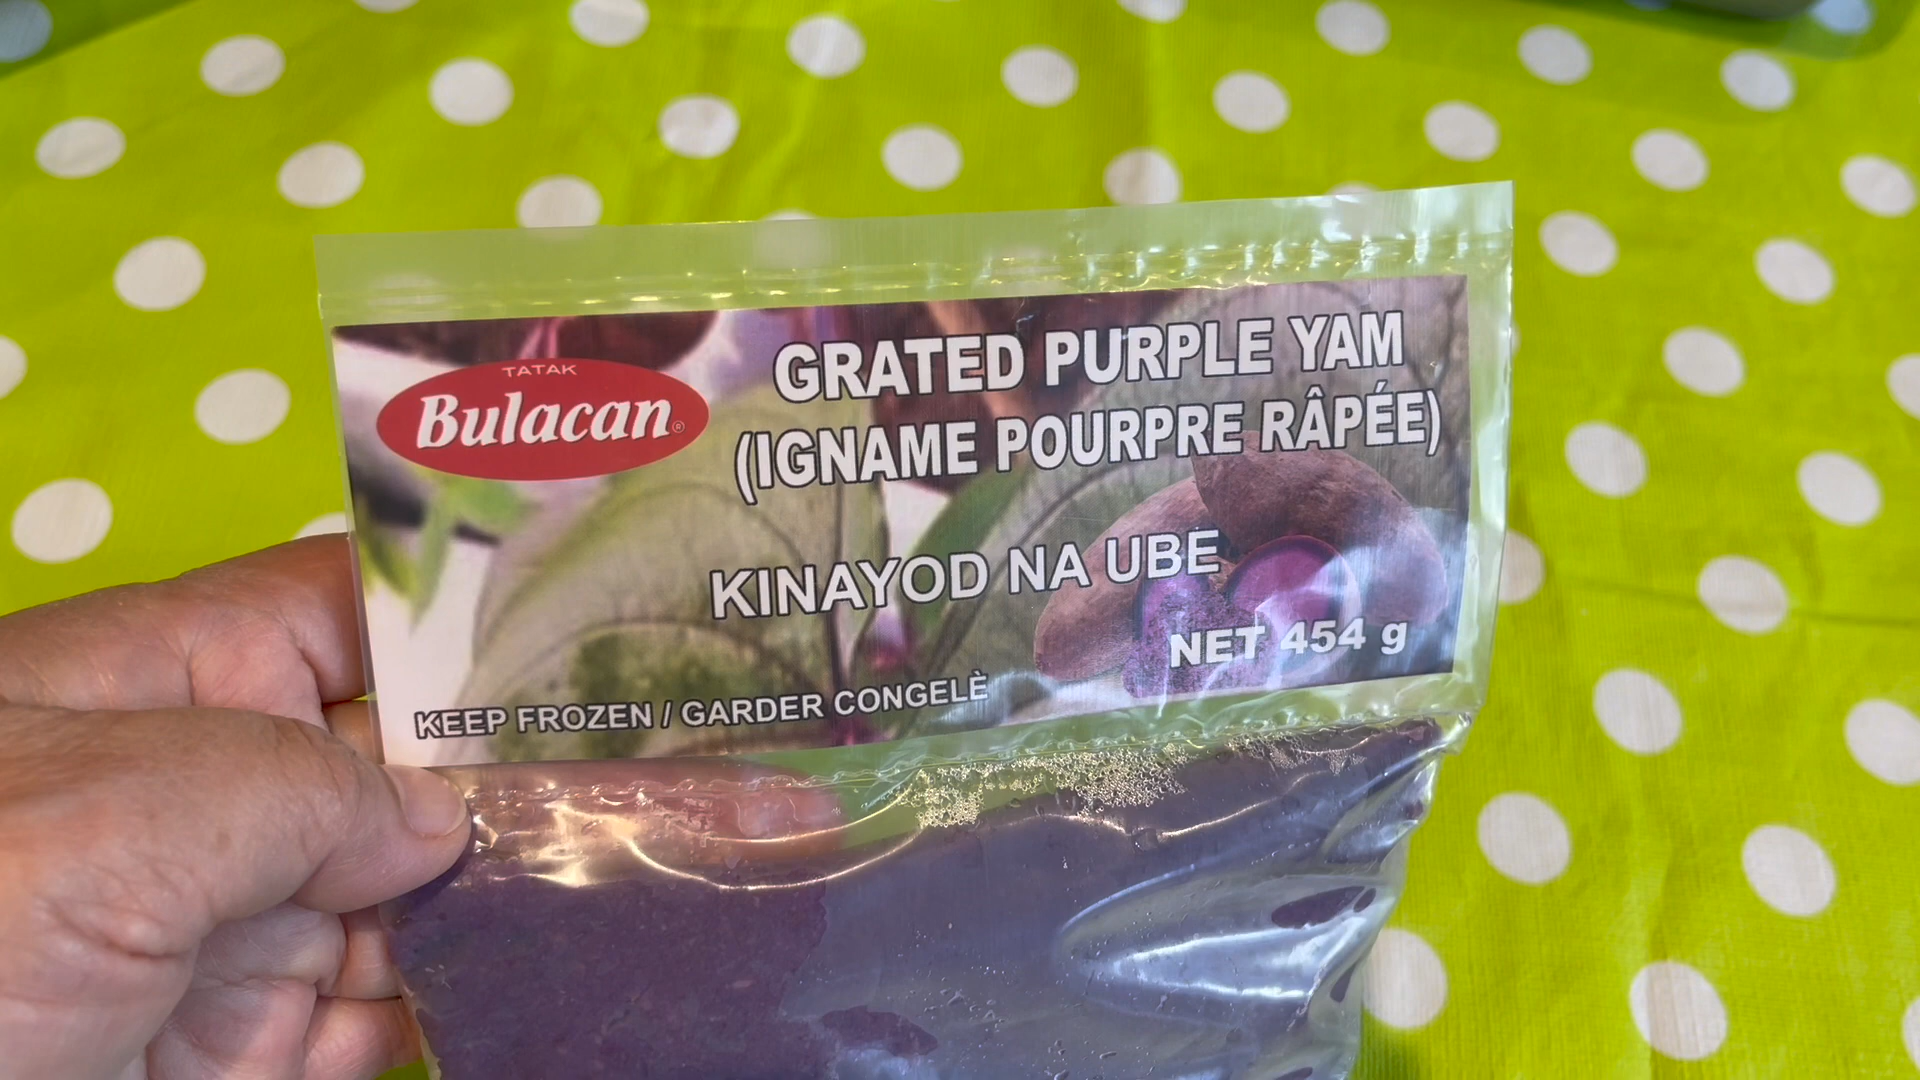 TATAK
Bulacan®
GRATED PURPLE YAM
(IGNAME POURPRE RÂPÉE)
KINAYOD NA UBE
NET 454 g
KEEP FROZEN / GARDER CONGELÈ